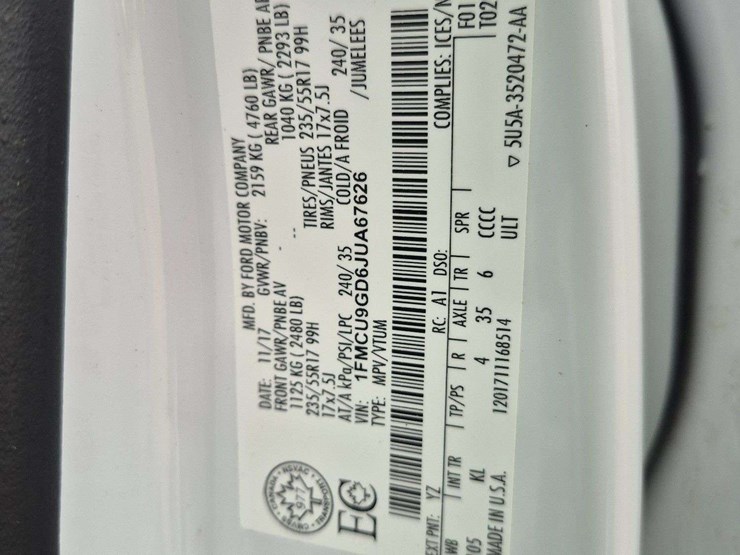 MFD. BY FORD MOTOR COMPANY
DATE: 11/17 GVWR/PNBV: 2159 KG ( 4760 LB)
FRONT GAWR/PNBE AV - REAR GAWR/ PNBE
1125 KG ( 2480 LB) -- 1040 KG ( 2293 LB)
235/55R17 99H TIRES/PNEUS 235/55R17 99H
17x7.5J RIMS/JANTES 17x7.5J
AT/A kPa/PSI/LPC 240/ 35 COLD/A FROID 240/ 35
VIN: 1FMCU9GD6JUA67626 /JUMELEES
TYPE: MPV/VTUM
977
EC
EXT PNT: YZ RC: A1 DSO: COMPLIES: ICES/
WB INT TR TP/PS R AXLE TR SPR F01
05 KL 4 35 6 CCCC T02
MADE IN U.S.A. 1201711168514 ULT
▽ 5U5A-3520472-AA